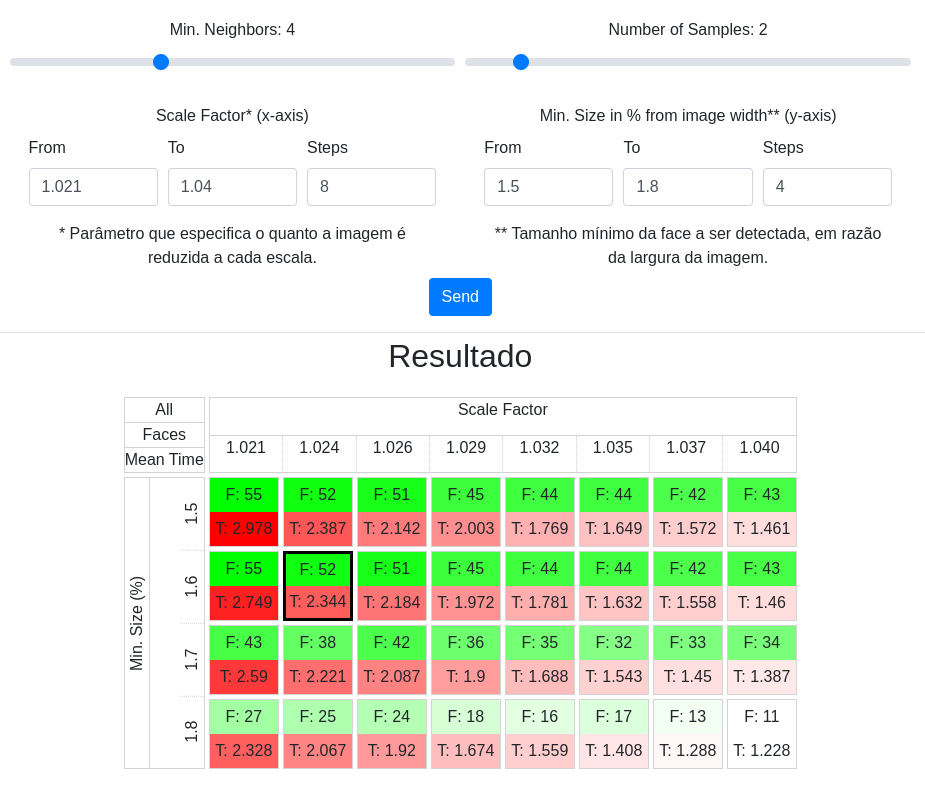 Min. Neighbors: 4 Number of Samples: 2
Scale Factor* (x-axis) Min. Size in % from image width** (y-axis)
From To Steps From To Steps
1.021 1.04 8 1.5 1.8 4
* Parâmetro que especifica o quanto a imagem é
reduzida a cada escala.
** Tamanho mínimo da face a ser detectada, em razão
da largura da imagem.
Send
Resultado
All
Faces
Mean Time
Scale Factor
1.021 1.024 1.026 1.029 1.032 1.035 1.037 1.040
Min. Size (%)
1.5
F: 55 F: 52 F: 51 F: 45 F: 44 F: 44 F: 42 F: 43
T: 2.978 T: 2.387 T: 2.142 T: 2.003 T: 1.769 T: 1.649 T: 1.572 T: 1.461
1.6
F: 55 F: 52 F: 51 F: 45 F: 44 F: 44 F: 42 F: 43
T: 2.749 T: 2.344 T: 2.184 T: 1.972 T: 1.781 T: 1.632 T: 1.558 T: 1.46
1.7
F: 43 F: 38 F: 42 F: 36 F: 35 F: 32 F: 33 F: 34
T: 2.59 T: 2.221 T: 2.087 T: 1.9 T: 1.688 T: 1.543 T: 1.45 T: 1.387
1.8
F: 27 F: 25 F: 24 F: 18 F: 16 F: 17 F: 13 F: 11
T: 2.328 T: 2.067 T: 1.92 T: 1.674 T: 1.559 T: 1.408 T: 1.288 T: 1.228